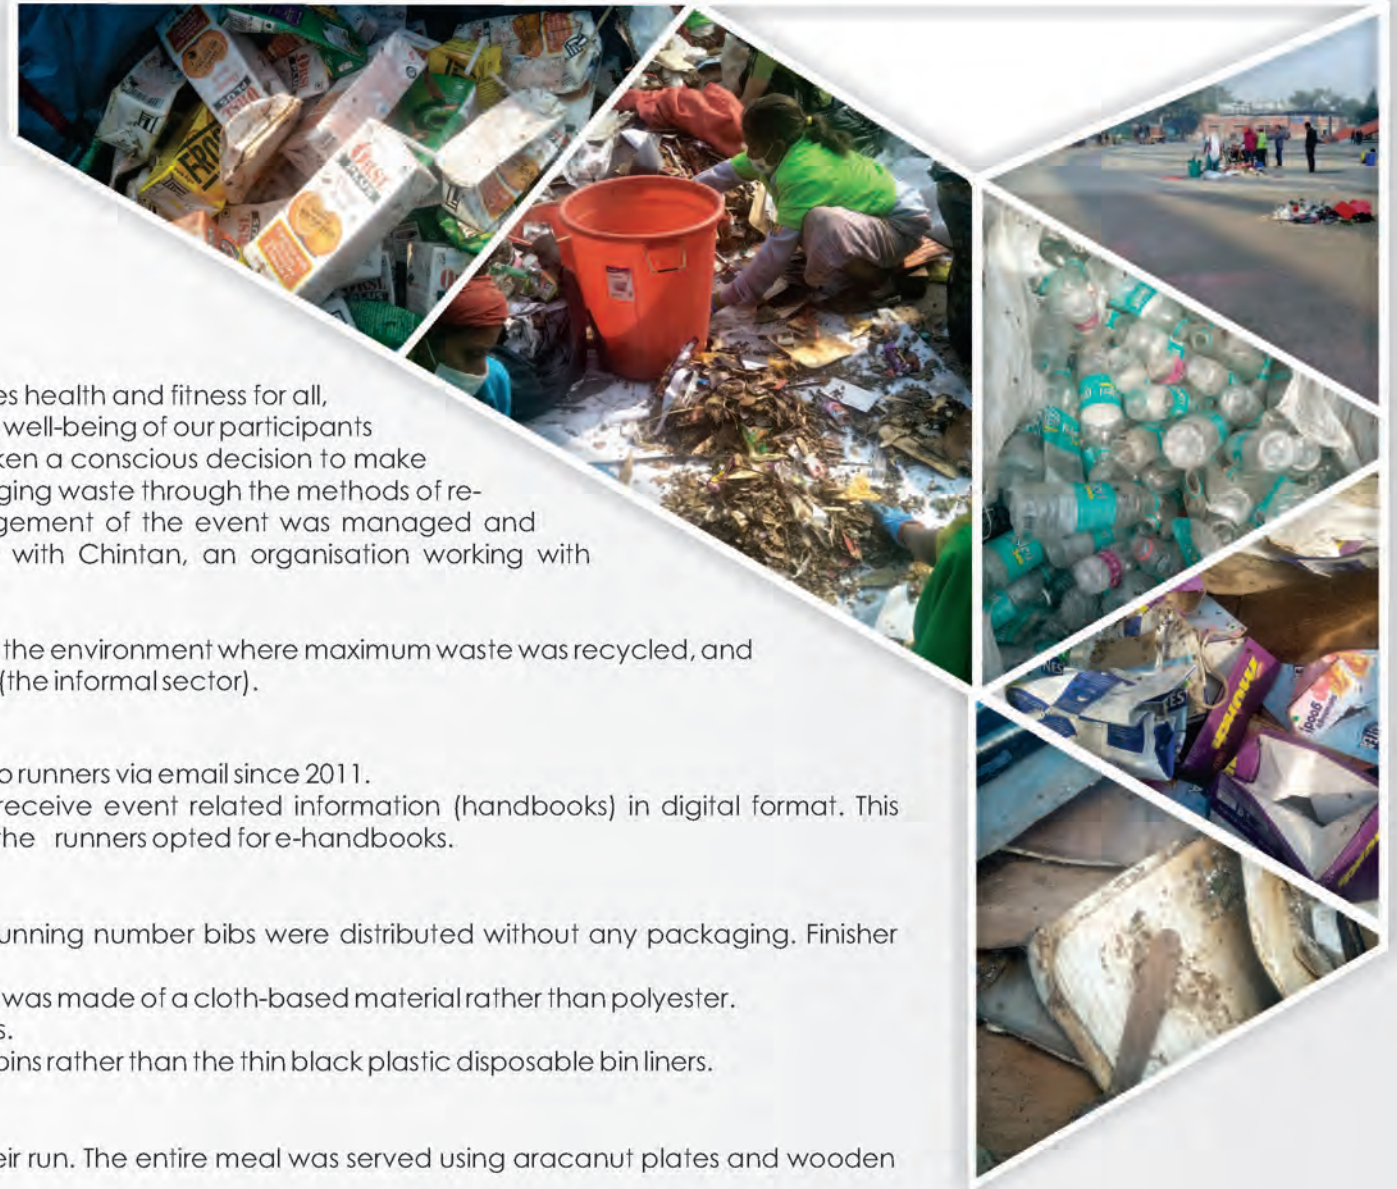 ORSL
PLUS
ORSL
PLUS
es health and fitness for all,
well-being of our participants
ken a conscious decision to make
ging waste through the methods of re-
gement of the event was managed and
with Chintan, an organisation working with
the environment where maximum waste was recycled, and
(the informal sector).
o runners via email since 2011.
receive event related information (handbooks) in digital format. This
the runners opted for e-handbooks.
unning number bibs were distributed without any packaging. Finisher
was made of a cloth-based material rather than polyester.
s.
bins rather than the thin black plastic disposable bin liners.
eir run. The entire meal was served using aracanut plates and wooden